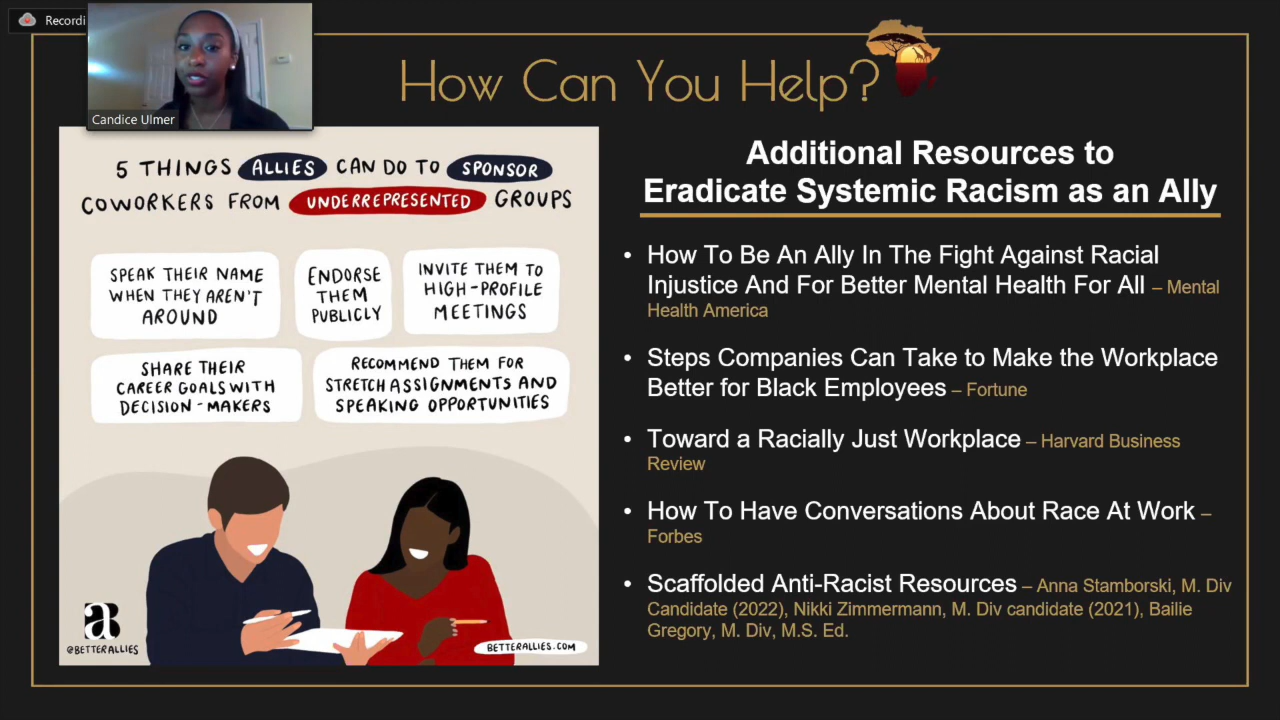 Recordi
Candice Ulmer
How Can You Help?
5 THINGS ALLIES CAN DO TO SPONSOR
COWORKERS FROM UNDERREPRESENTED GROUPS
SPEAK THEIR NAME
WHEN THEY AREN'T
AROUND
ENDORSE
THEM
PUBLICLY
INVITE THEM TO
HIGH-PROFILE
MEETINGS
SHARE THEIR
CAREER GOALS WITH
DECISION-MAKERS
RECOMMEND THEM FOR
STRETCH ASSIGNMENTS AND
SPEAKING OPPORTUNITIES
a
@BETTERALLIES
BETTERALLIES.COM
Additional Resources to
Eradicate Systemic Racism as an Ally
• How To Be An Ally In The Fight Against Racial
Injustice And For Better Mental Health For All – Mental
Health America
• Steps Companies Can Take to Make the Workplace
Better for Black Employees – Fortune
• Toward a Racially Just Workplace – Harvard Business
Review
• How To Have Conversations About Race At Work –
Forbes
• Scaffolded Anti-Racist Resources – Anna Stamborski, M. Div
Candidate (2022), Nikki Zimmermann, M. Div candidate (2021), Bailie
Gregory, M. Div, M.S. Ed.